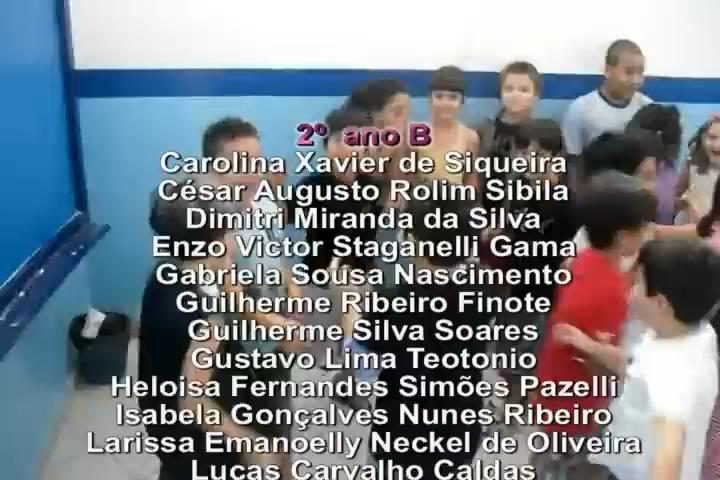 2º ano B
Carolina Xavier de Siqueira
César Augusto Rolim Sibila
Dimitri Miranda da Silva
Enzo Victor Staganelli Gama
Gabriela Sousa Nascimento
Guilherme Ribeiro Finote
Guilherme Silva Soares
Gustavo Lima Teotonio
Heloisa Fernandes Simões Pazelli
Isabela Gonçalves Nunes Ribeiro
Larissa Emanoelly Neckel de Oliveira
Lucas Carvalho Caldas